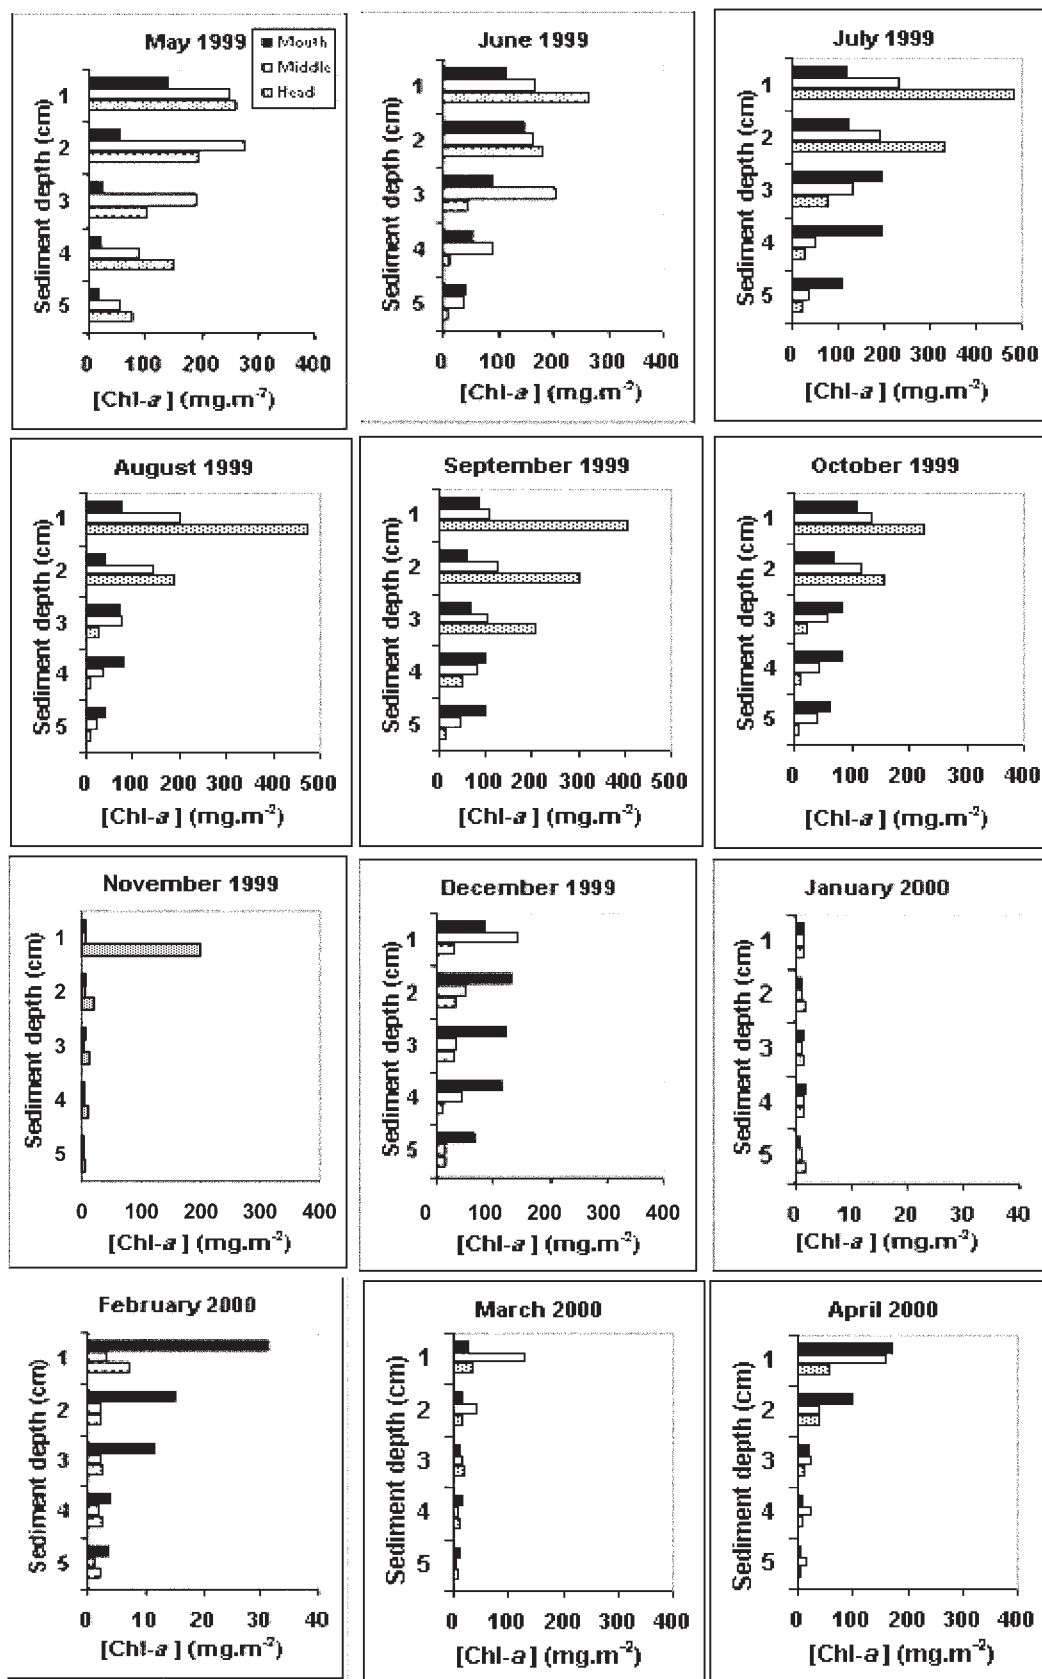 May 1999
Mouth
Middle
Head
Sediment depth (cm)
1
2
3
4
5
0 100 200 300 400
[Chl-a] (mg.m-2)
June 1999
Sediment depth (cm)
1
2
3
4
5
0 100 200 300 400
[Chl-a] (mg.m-2)
July 1999
Sediment depth (cm)
1
2
3
4
5
0 100 200 300 400 500
[Chl-a] (mg.m-2)
August 1999
Sediment depth (cm)
1
2
3
4
5
0 100 200 300 400 500
[Chl-a] (mg.m-2)
September 1999
Sediment depth (cm)
1
2
3
4
5
0 100 200 300 400 500
[Chl-a] (mg.m-2)
October 1999
Sediment depth (cm)
1
2
3
4
5
0 100 200 300 400
[Chl-a] (mg.m-2)
November 1999
Sediment depth (cm)
1
2
3
4
5
0 100 200 300 400
[Chl-a] (mg.m-2)
December 1999
Sediment depth (cm)
1
2
3
4
5
0 100 200 300 400
[Chl-a] (mg.m-2)
January 2000
Sediment depth (cm)
1
2
3
4
5
0 10 20 30 40
[Chl-a] (mg.m-2)
February 2000
Sediment depth (cm)
1
2
3
4
5
0 10 20 30 40
[Chl-a] (mg.m-2)
March 2000
Sediment depth (cm)
1
2
3
4
5
0 100 200 300 400
[Chl-a] (mg.m-2)
April 2000
Sediment depth (cm)
1
2
3
4
5
0 100 200 300 400
[Chl-a] (mg.m-2)